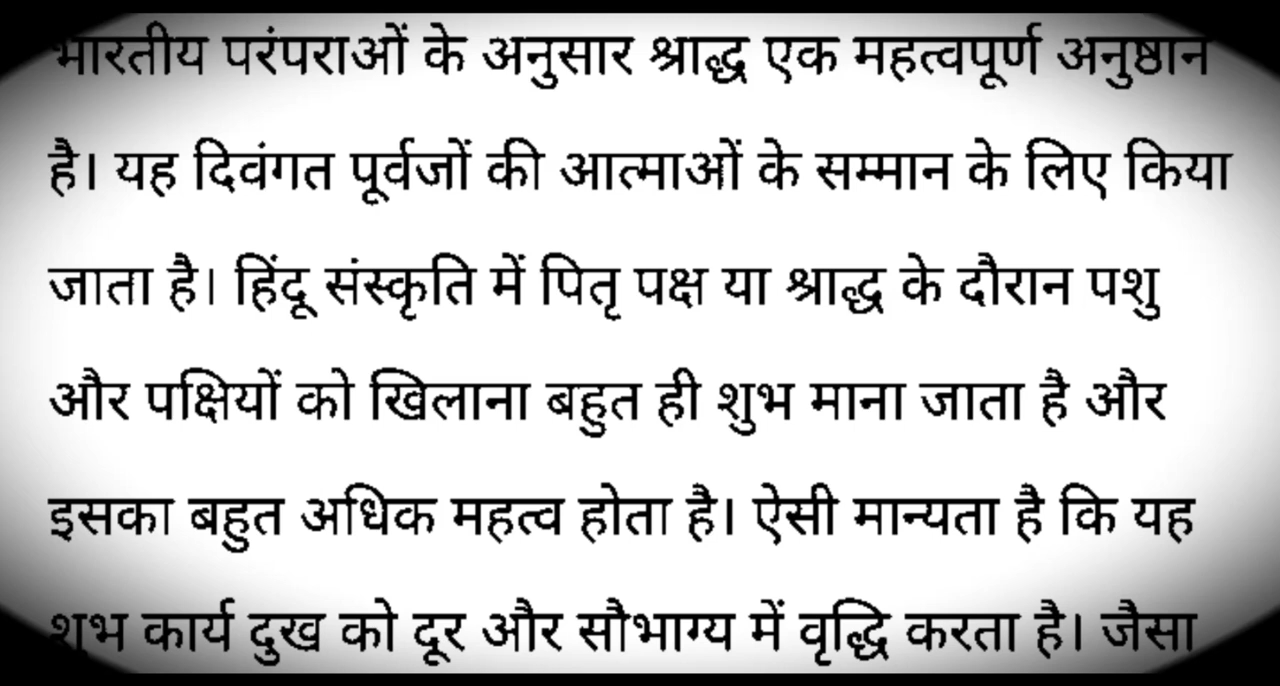 भारतीय परंपराओं के अनुसार श्राद्ध एक महत्वपूर्ण अनुष्ठान
है। यह दिवंगत पूर्वजों की आत्माओं के सम्मान के लिए किया
जाता है। हिंदू संस्कृति में पितृ पक्ष या श्राद्ध के दौरान पशु
और पक्षियों को खिलाना बहुत ही शुभ माना जाता है और
इसका बहुत अधिक महत्व होता है। ऐसी मान्यता है कि यह
शुभ कार्य दुख को दूर और सौभाग्य में वृद्धि करता है। जैसा